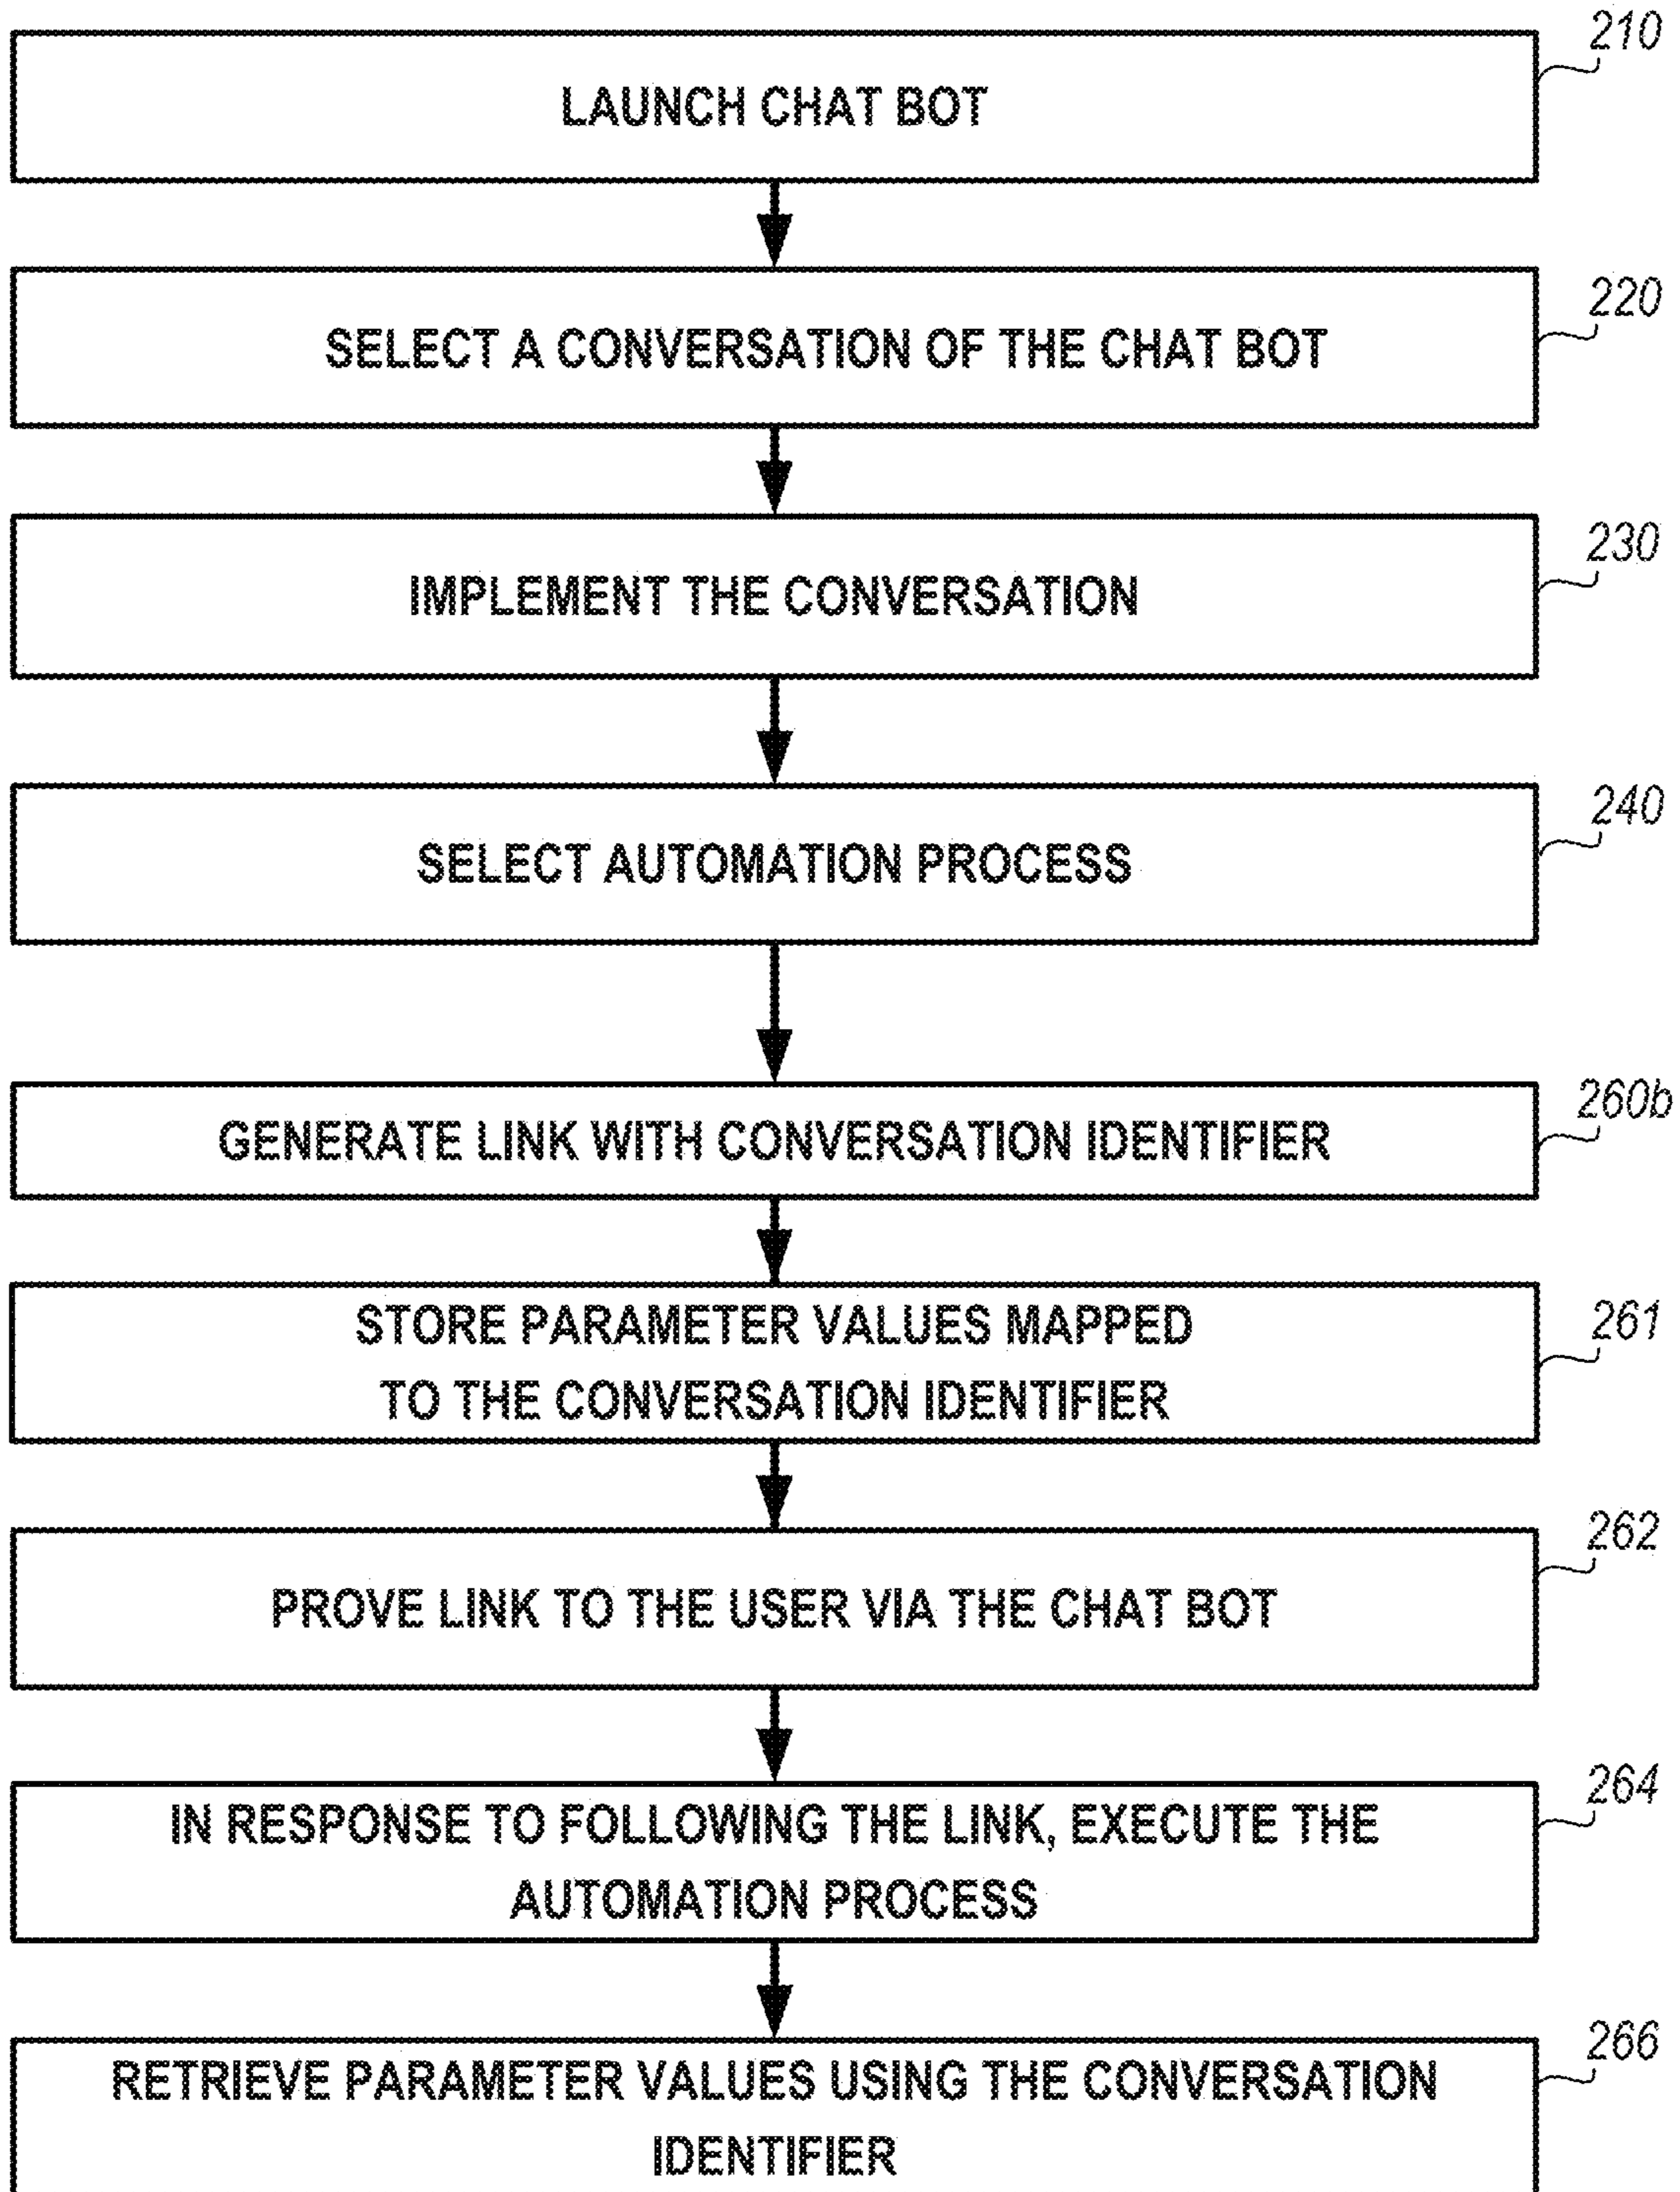 210
LAUNCH CHAT BOT
220
SELECT A CONVERSATION OF THE CHAT BOT
230
IMPLEMENT THE CONVERSATION
240
SELECT AUTOMATION PROCESS
260b
GENERATE LINK WITH CONVERSATION IDENTIFIER
261
STORE PARAMETER VALUES MAPPED
TO THE CONVERSATION IDENTIFIER
262
PROVE LINK TO THE USER VIA THE CHAT BOT
264
IN RESPONSE TO FOLLOWING THE LINK, EXECUTE THE
AUTOMATION PROCESS
266
RETRIEVE PARAMETER VALUES USING THE CONVERSATION
IDENTIFIER